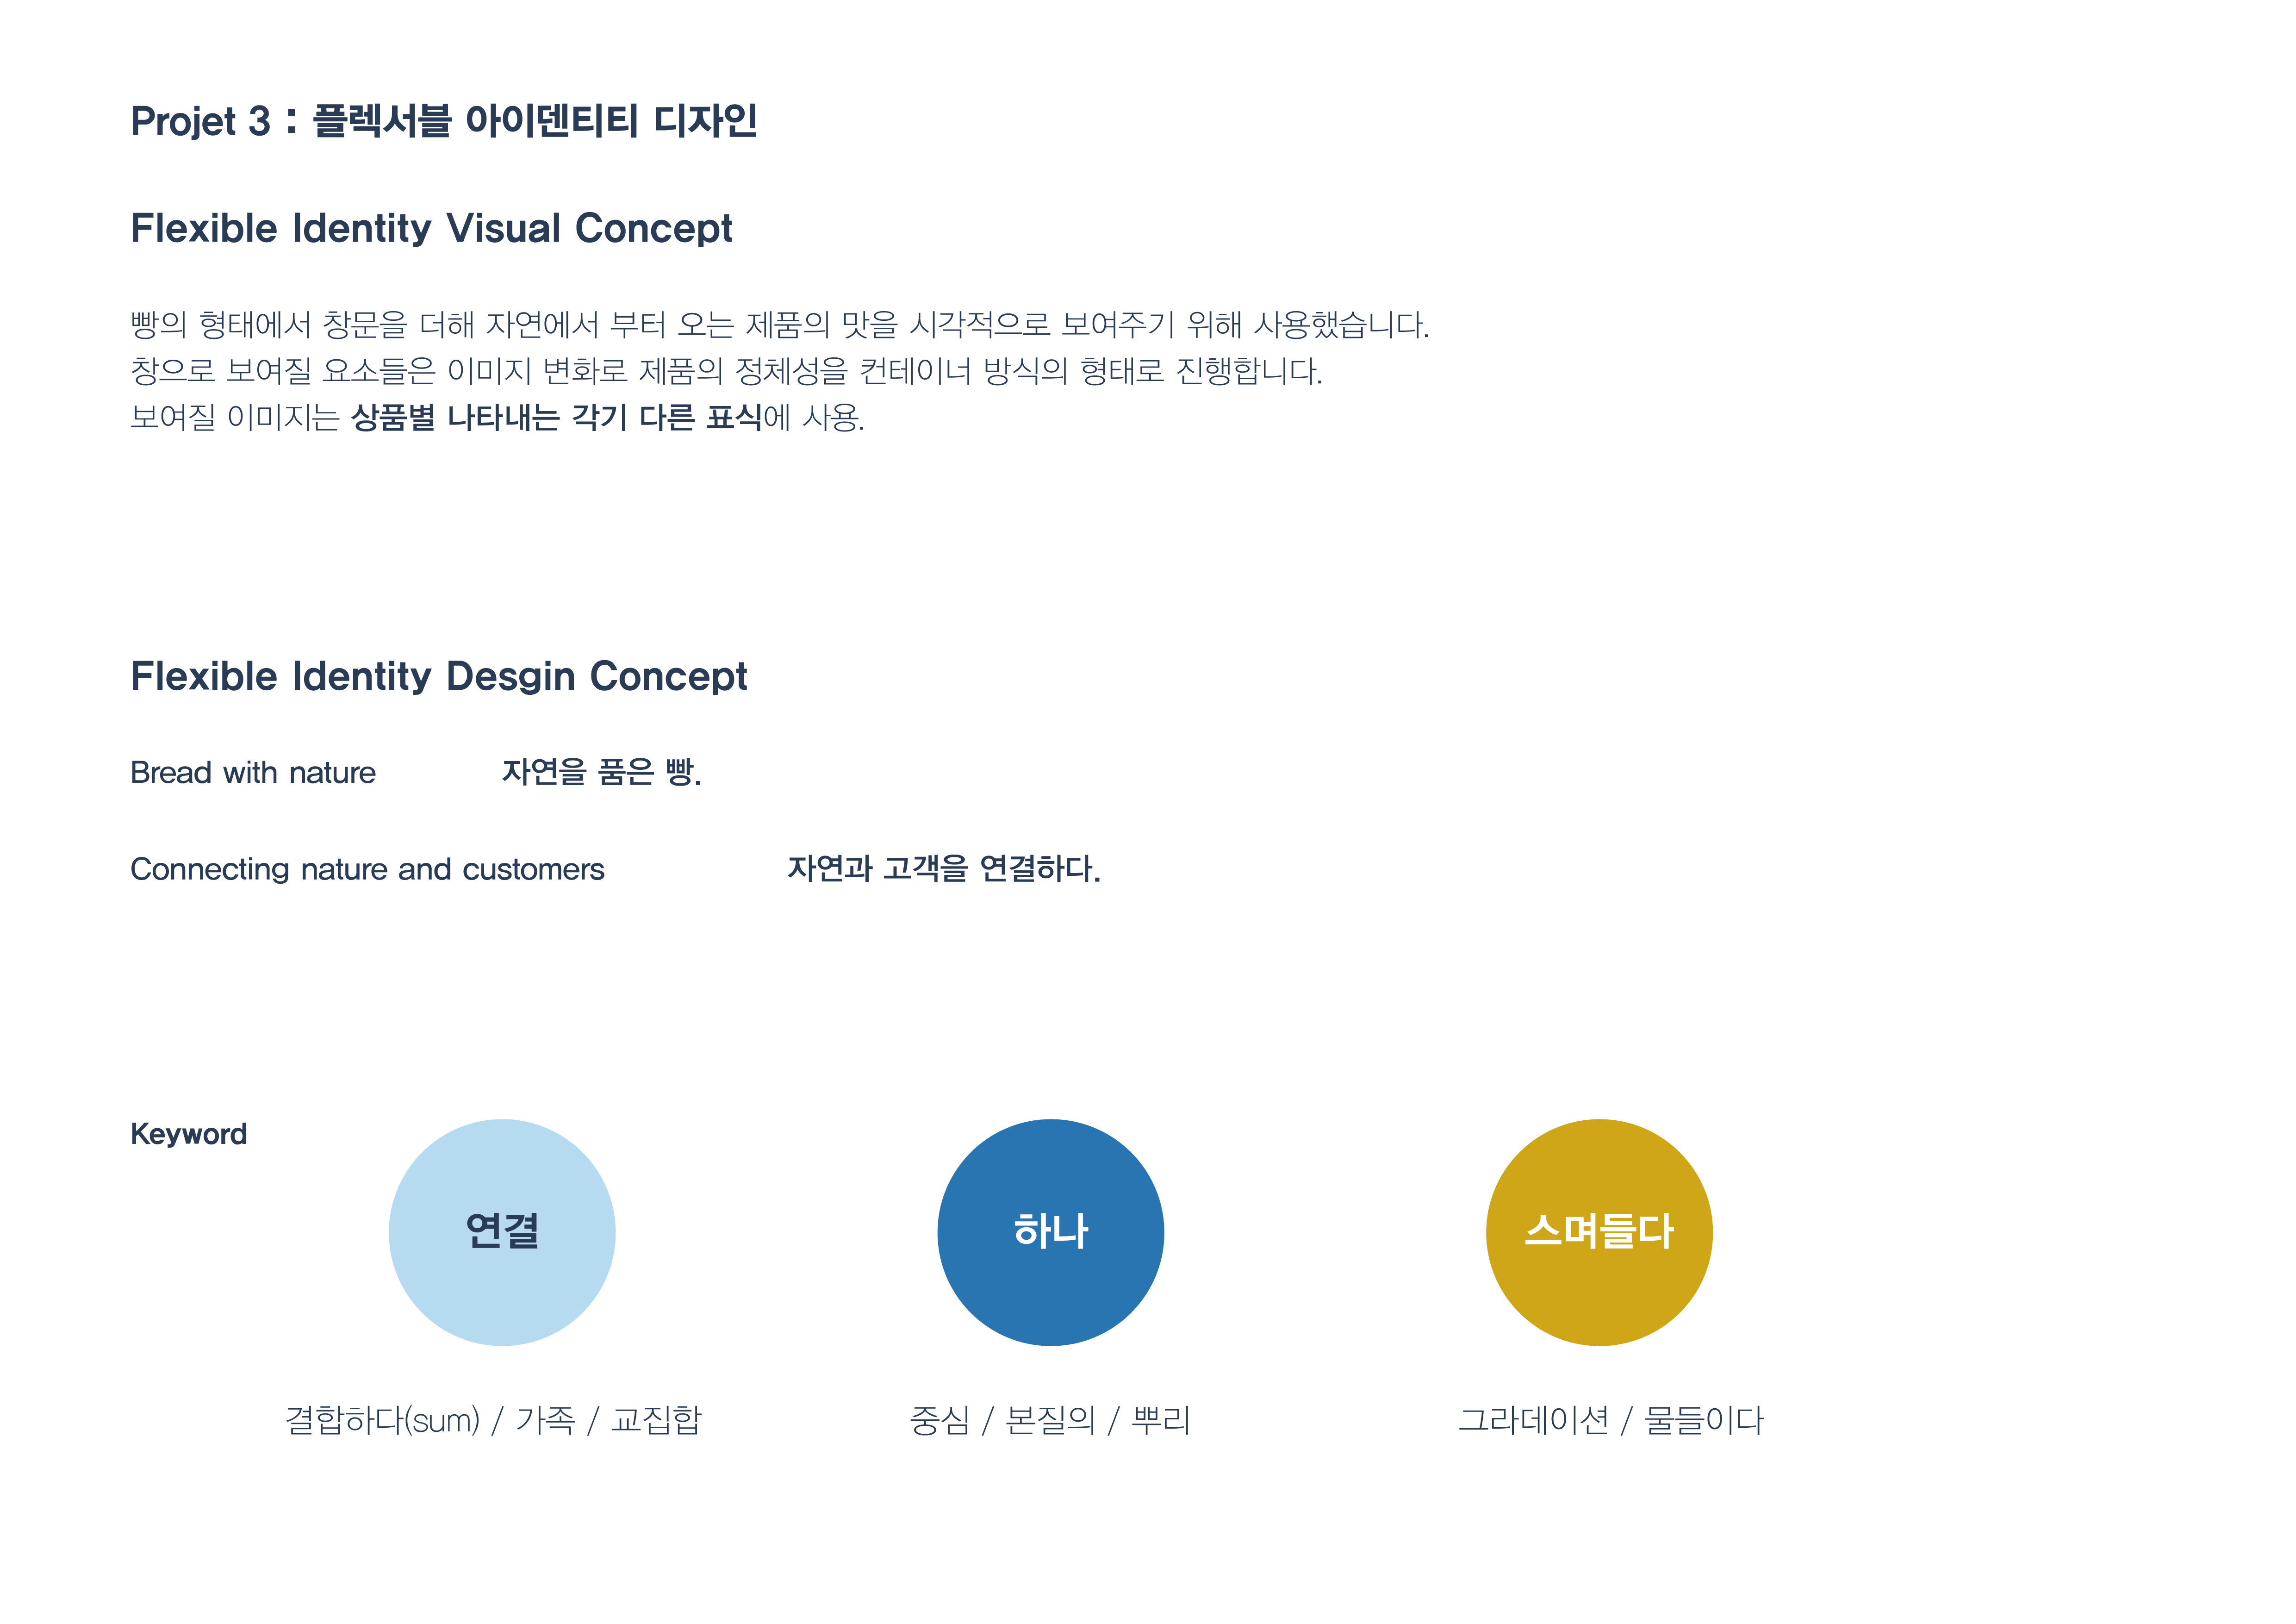 Projet 3 : 플렉서블 아이덴티티 디자인
Flexible Identity Visual Concept
빵의 형태에서 창문을 더해 자연에서 부터 오는 제품의 맛을 시각적으로 보여주기 위해 사용했습니다.
창으로 보여질 요소들은 이미지 변화로 제품의 정체성을 컨테이너 방식의 형태로 진행합니다.
보여질 이미지는 상품별 나타내는 각기 다른 표식에 사용.
Flexible Identity Desgin Concept
Bread with nature 자연을 품은 빵.
Connecting nature and customers 자연과 고객을 연결하다.
Keyword
연결 하나 스며들다
결합하다(sum) / 가족 / 교집합 중심 / 본질의 / 뿌리 그라데이션 / 물들이다